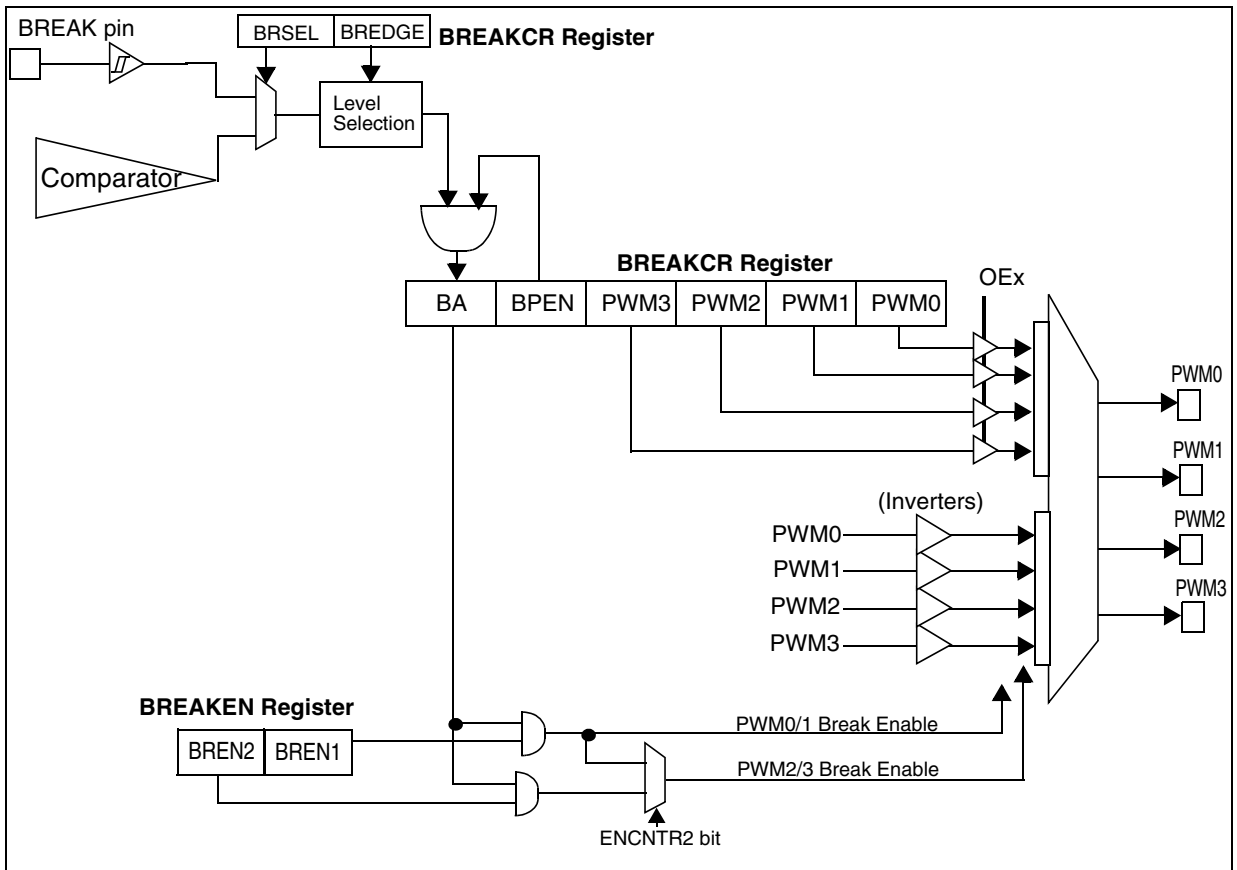 BREAK pin
BRSEL BREDGE BREAKCR Register
Level
Selection
Comparator
BREAKCR Register
OEx
BA BPEN PWM3 PWM2 PWM1 PWM0
PWM0
PWM1
PWM2
PWM3
(Inverters)
PWM0
PWM1
PWM2
PWM3
BREAKEN Register
BREN2 BREN1
PWM0/1 Break Enable
PWM2/3 Break Enable
ENCNTR2 bit